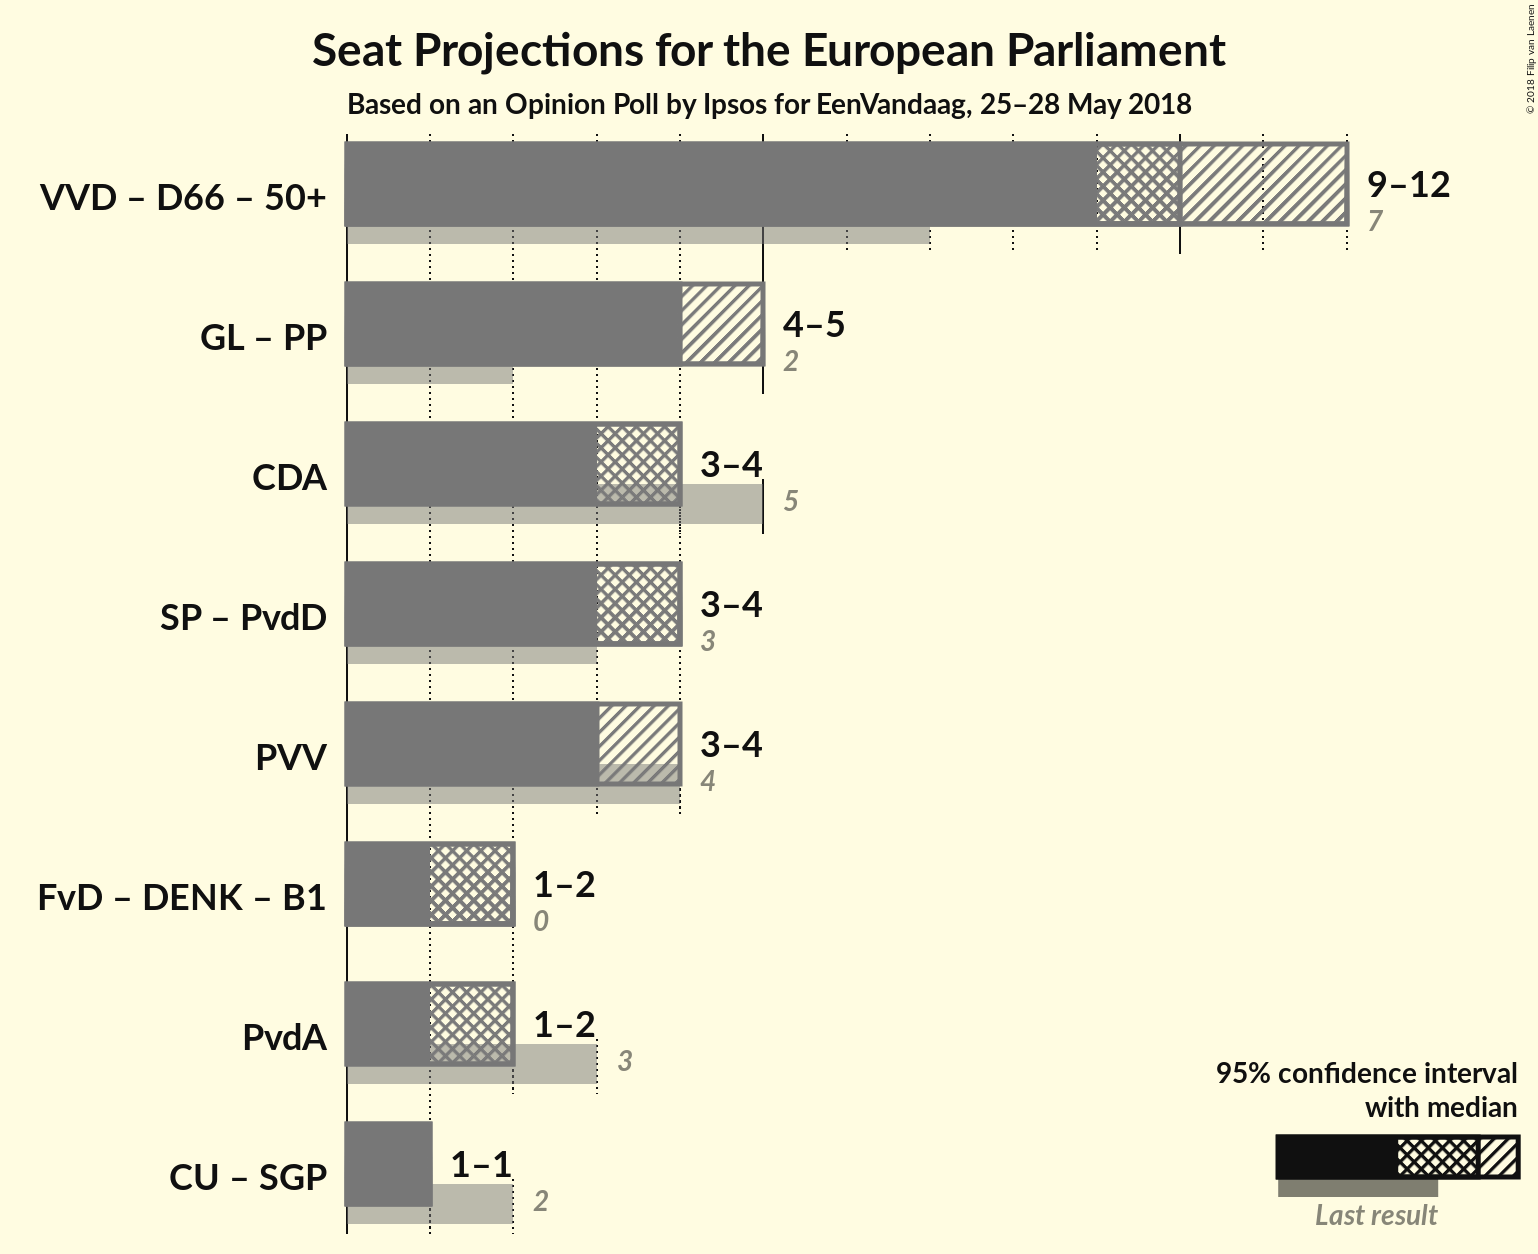 Seat Projections for the European Parliament
Based on an Opinion Poll by Ipsos for EenVandaag, 25–28 May 2018
© 2018 Filip van Laenen
VVD – D66 – 50+
9–12
7
GL – PP
4–5
2
CDA
3–4
5
SP – PvdD
3–4
3
PVV
3–4
4
FvD – DENK – B1
1–2
0
PvdA
1–2
3
CU – SGP
1–1
2
95% confidence interval
with median
Last result